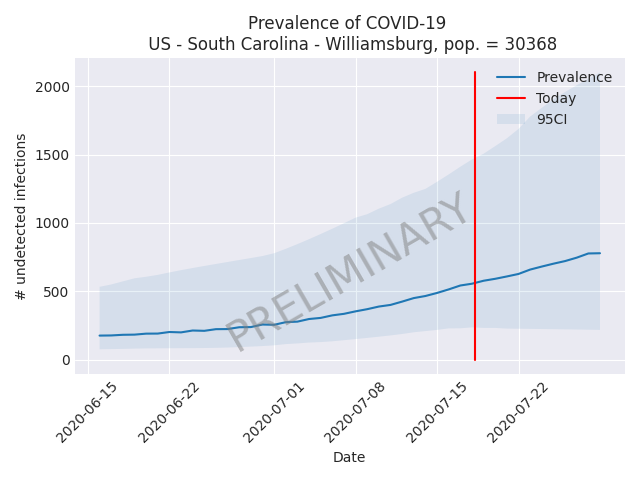 Prevalence of COVID-19
US - South Carolina - Williamsburg, pop. = 30368
Prevalence
Today
95CI
2000
1500
1000
500
0
# undetected infections
PRELIMINARY
2020-06-15
2020-06-22
2020-07-01
2020-07-08
2020-07-15
2020-07-22
Date